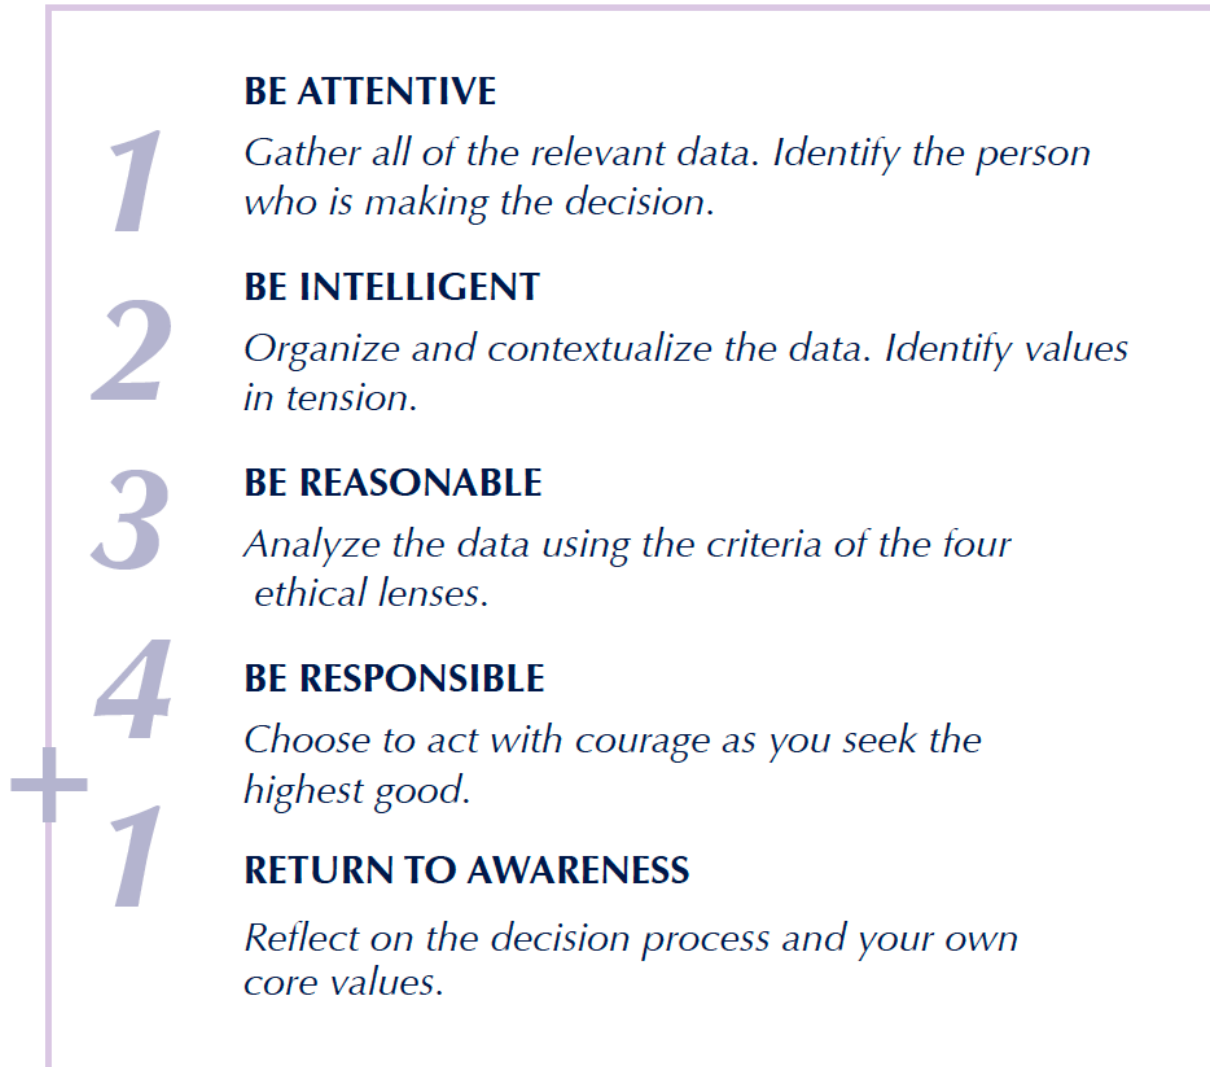 1
BE ATTENTIVE
Gather all of the relevant data. Identify the person
who is making the decision.
2
BE INTELLIGENT
Organize and contextualize the data. Identify values
in tension.
3
BE REASONABLE
Analyze the data using the criteria of the four
ethical lenses.
4
BE RESPONSIBLE
Choose to act with courage as you seek the
highest good.
+
1
RETURN TO AWARENESS
Reflect on the decision process and your own
core values.